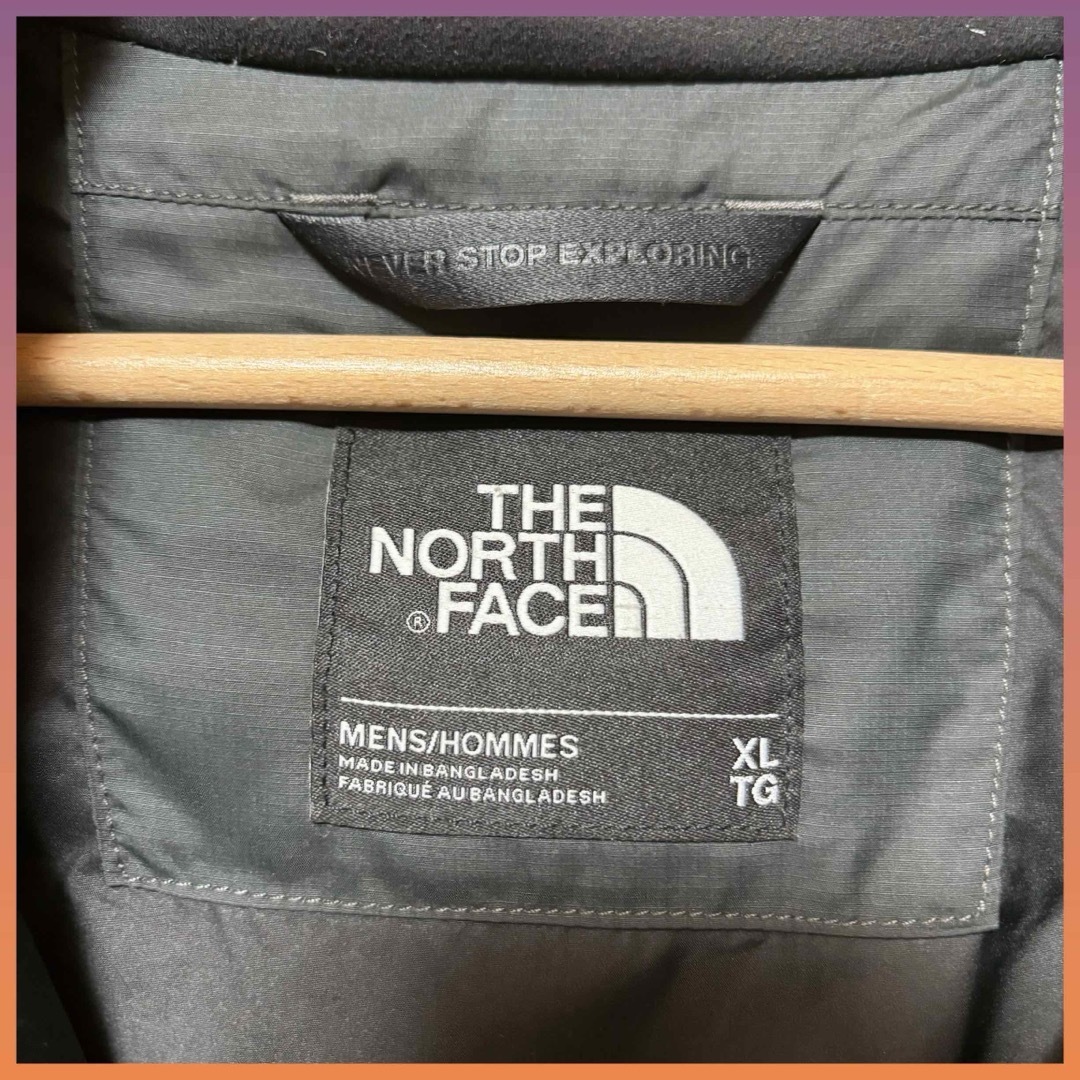 NEVER STOP EXPLORING
THE
NORTH
® FACE
MENS/HOMMES XL
MADE IN BANGLADESH
FABRIQUÉ AU BANGLADESH TG